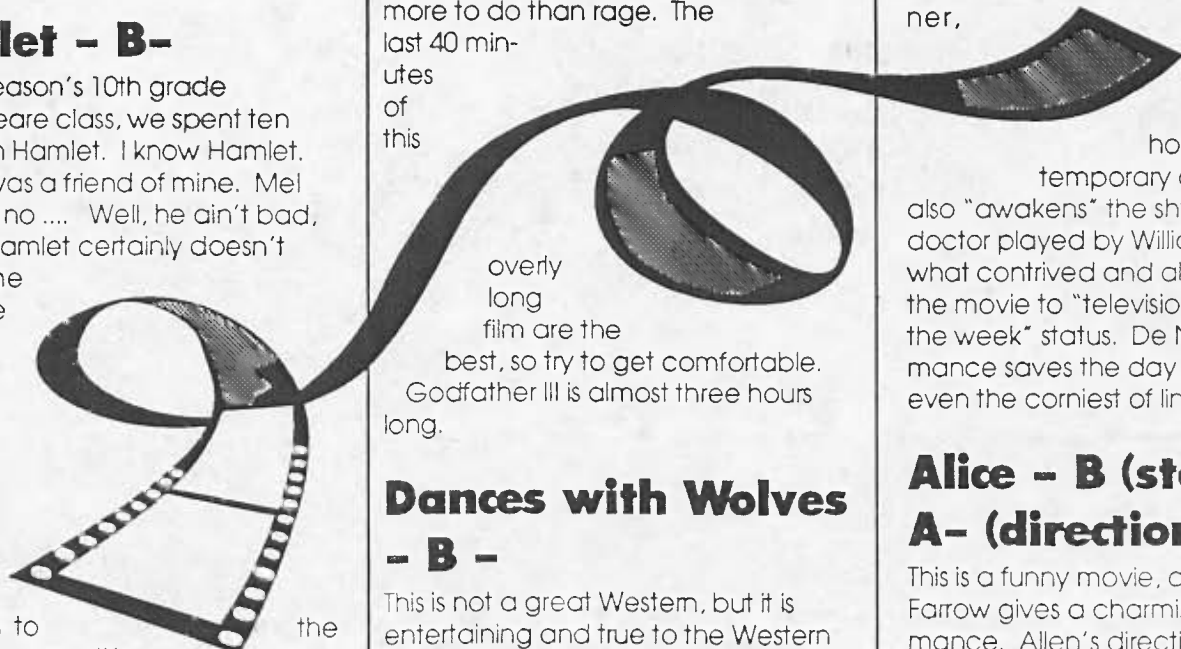 let – B–
eason's 10th grade
eare class, we spent ten
n Hamlet. I know Hamlet.
was a friend of mine. Mel
no .... Well, he ain't bad,
amlet certainly doesn't
ne
e
to the
more to do than rage. The
last 40 min-
utes
of
this
overly
long
film are the
best, so try to get comfortable.
Godfather III is almost three hours
long.
Dances with Wolves
– B –
This is not a great Western, but it is
entertaining and true to the Western
ner,
ho
temporary
also "awakens" the sh
doctor played by Willi
what contrived and al
the movie to "televisio
the week" status. De N
mance saves the day
even the corniest of lin
Alice – B (st
A– (direction
This is a funny movie,
Farrow gives a charmi
mance. Allen's directi